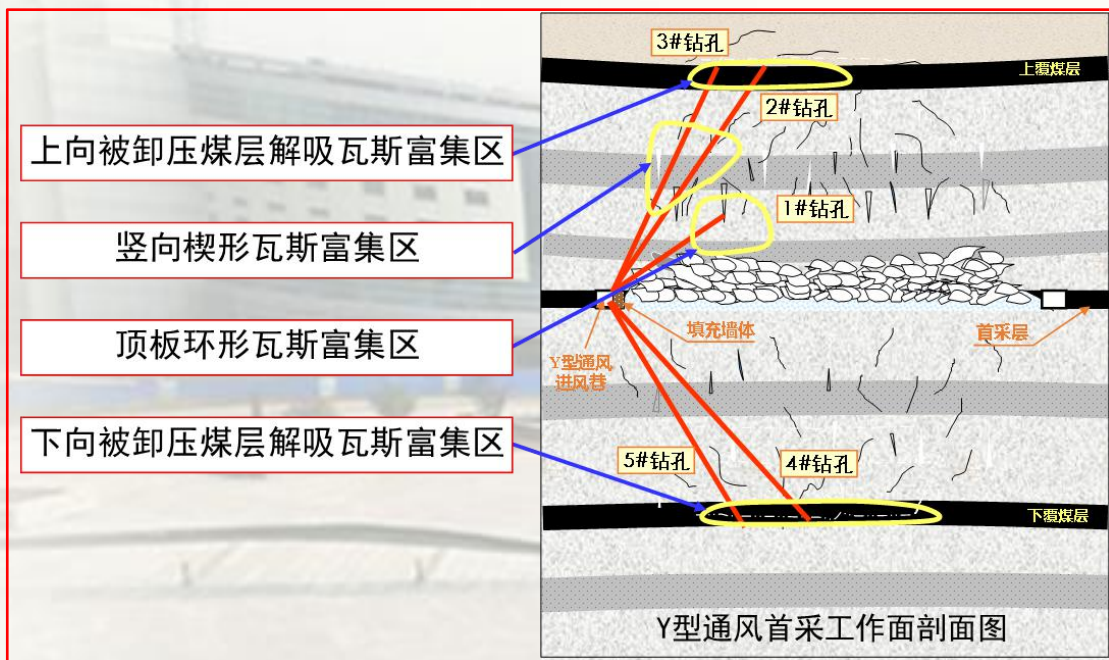 3#钻孔
上覆煤层
2#钻孔
上向被卸压煤层解吸瓦斯富集区
1#钻孔
竖向楔形瓦斯富集区
顶板环形瓦斯富集区
填充墙体
首采层
Y型通风
进风巷
下向被卸压煤层解吸瓦斯富集区
5#钻孔
4#钻孔
下覆煤层
Y型通风首采工作面剖面图